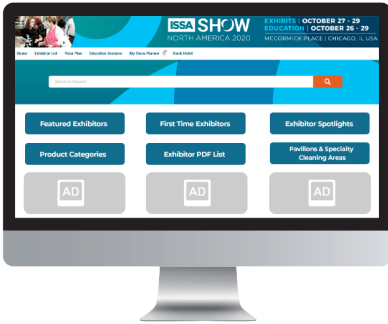 ISSA SHOW
NORTH AMERICA 2020
EXHIBITS | OCTOBER 27 - 29
EDUCATION | OCTOBER 26 - 29
MCCORMICK PLACE | CHICAGO, IL USA
Home Exhibitor List Floor Plan Education Sessions My Show Planner Book Hotel
Search by Keyword
Featured Exhibitors First Time Exhibitors Exhibitor Spotlights
Product Categories Exhibitor PDF List Pavilions & Specialty
Cleaning Areas
AD AD AD